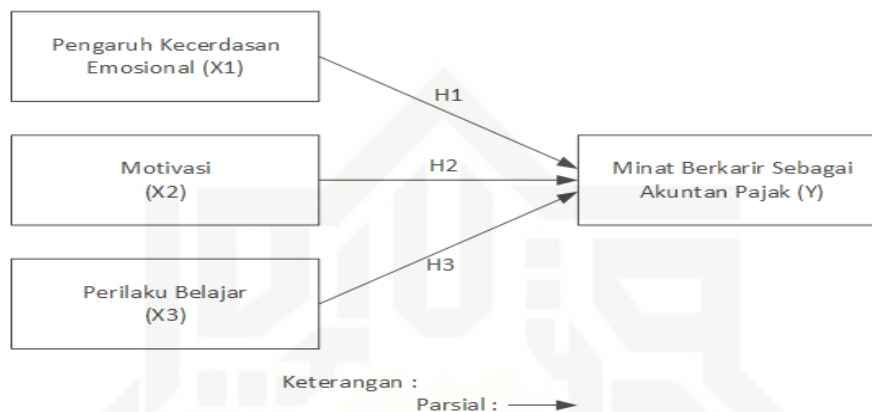 Pengaruh Kecerdasan
Emosional (X1)
H1
Motivasi
(X2)
H2
Minat Berkarir Sebagai
Akuntan Pajak (Y)
H3
Perilaku Belajar
(X3)
Keterangan :
Parsial :